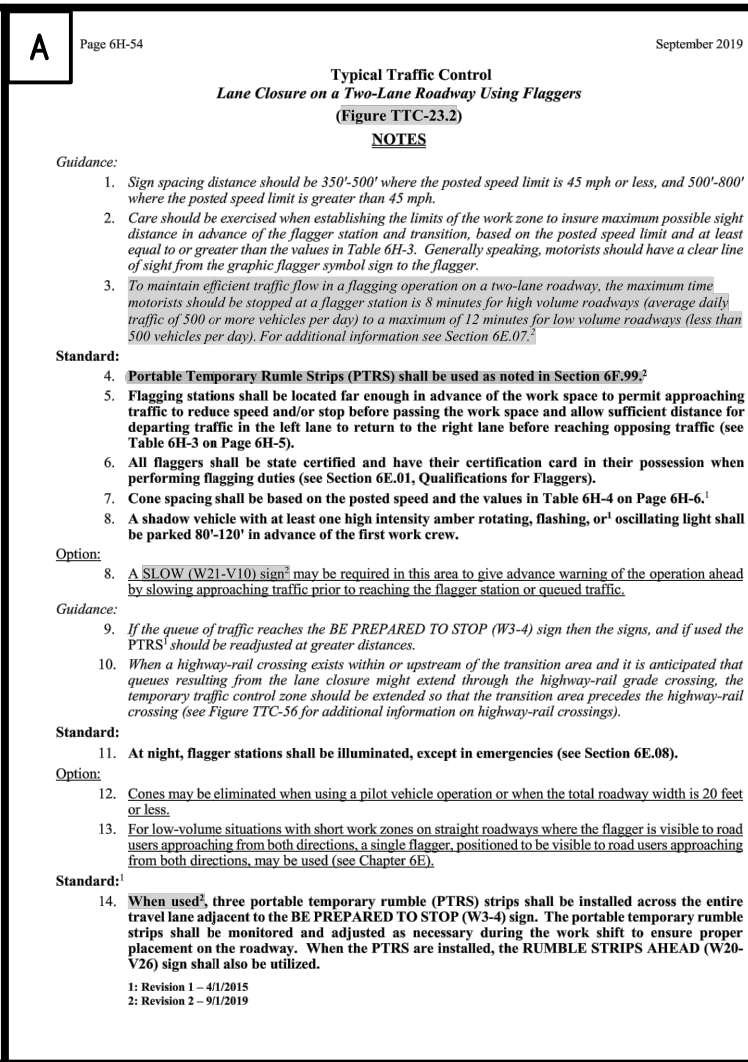 A
Page 6H-54 September 2019
Typical Traffic Control
Lane Closure on a Two-Lane Roadway Using Flaggers
(Figure TTC-23.2)
NOTES
Guidance:
1. Sign spacing distance should be 350'-500' where the posted speed limit is 45 mph or less, and 500'-800'
where the posted speed limit is greater than 45 mph.
2. Care should be exercised when establishing the limits of the work zone to insure maximum possible sight
distance in advance of the flagger station and transition, based on the posted speed limit and at least
equal to or greater than the values in Table 6H-3. Generally speaking, motorists should have a clear line
of sight from the graphic flagger symbol sign to the flagger.
3. To maintain efficient traffic flow in a flagging operation on a two-lane roadway, the maximum time
motorists should be stopped at a flagger station is 8 minutes for high volume roadways (average daily
traffic of 500 or more vehicles per day) to a maximum of 12 minutes for low volume roadways (less than
500 vehicles per day). For additional information see Section 6E.07.²
Standard:
4. Portable Temporary Rumle Strips (PTRS) shall be used as noted in Section 6F.99.²
5. Flagging stations shall be located far enough in advance of the work space to permit approaching
traffic to reduce speed and/or stop before passing the work space and allow sufficient distance for
departing traffic in the left lane to return to the right lane before reaching opposing traffic (see
Table 6H-3 on Page 6H-5).
6. All flaggers shall be state certified and have their certification card in their possession when
performing flagging duties (see Section 6E.01, Qualifications for Flaggers).
7. Cone spacing shall be based on the posted speed and the values in Table 6H-4 on Page 6H-6.¹
8. A shadow vehicle with at least one high intensity amber rotating, flashing, or¹ oscillating light shall
be parked 80'-120' in advance of the first work crew.
Option:
8. A SLOW (W21-V10) sign² may be required in this area to give advance warning of the operation ahead
by slowing approaching traffic prior to reaching the flagger station or queued traffic.
Guidance:
9. If the queue of traffic reaches the BE PREPARED TO STOP (W3-4) sign then the signs, and if used the
PTRS¹ should be readjusted at greater distances.
10. When a highway-rail crossing exists within or upstream of the transition area and it is anticipated that
queues resulting from the lane closure might extend through the highway-rail grade crossing, the
temporary traffic control zone should be extended so that the transition area precedes the highway-rail
crossing (see Figure TTC-56 for additional information on highway-rail crossings).
Standard:
11. At night, flagger stations shall be illuminated, except in emergencies (see Section 6E.08).
Option:
12. Cones may be eliminated when using a pilot vehicle operation or when the total roadway width is 20 feet
or less.
13. For low-volume situations with short work zones on straight roadways where the flagger is visible to road
users approaching from both directions, a single flagger, positioned to be visible to road users approaching
from both directions, may be used (see Chapter 6E).
Standard:¹
14. When used², three portable temporary rumble (PTRS) strips shall be installed across the entire
travel lane adjacent to the BE PREPARED TO STOP (W3-4) sign. The portable temporary rumble
strips shall be monitored and adjusted as necessary during the work shift to ensure proper
placement on the roadway. When the PTRS are installed, the RUMBLE STRIPS AHEAD (W20-
V26) sign shall also be utilized.
1: Revision 1 – 4/1/2015
2: Revision 2 – 9/1/2019